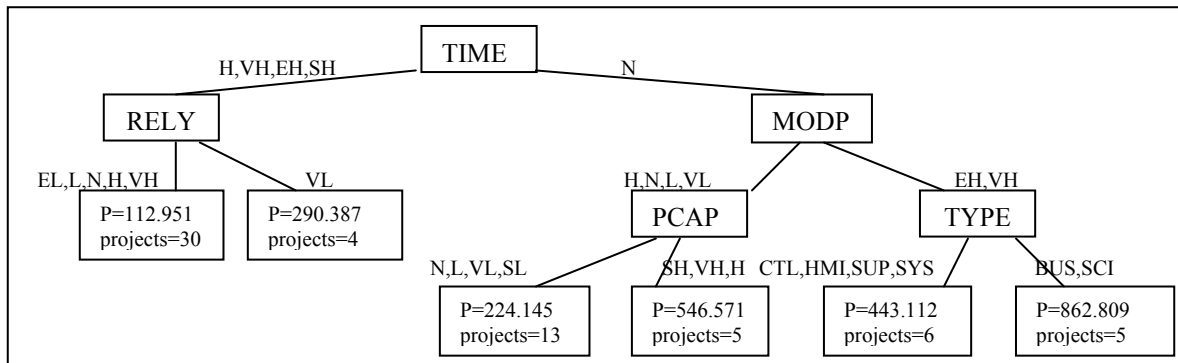 TIME
H,VH,EH,SH
N
RELY
MODP
EL,L,N,H,VH
VL
H,N,L,VL
EH,VH
P=112.951
projects=30
P=290.387
projects=4
PCAP
TYPE
N,L,VL,SL
SH,VH,H
CTL,HMI,SUP,SYS
BUS,SCI
P=224.145
projects=13
P=546.571
projects=5
P=443.112
projects=6
P=862.809
projects=5